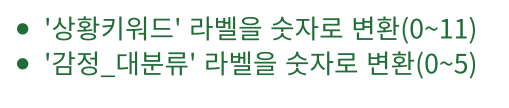 • '상황키워드' 라벨을 숫자로 변환(0~11)
• '감정_대분류' 라벨을 숫자로 변환(0~5)